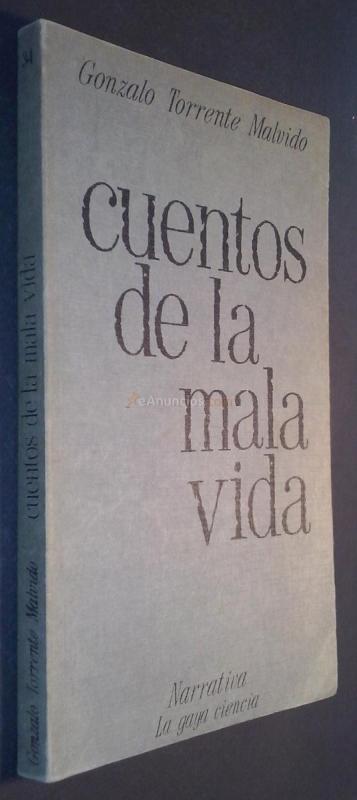 Gonzalo Torrente Malvido
cuentos
de la
mala
vida
Narrativa
La gaya ciencia
34
cuentos de la mala vida
Gonzalo Torrente Malvido
eAnuncios.com